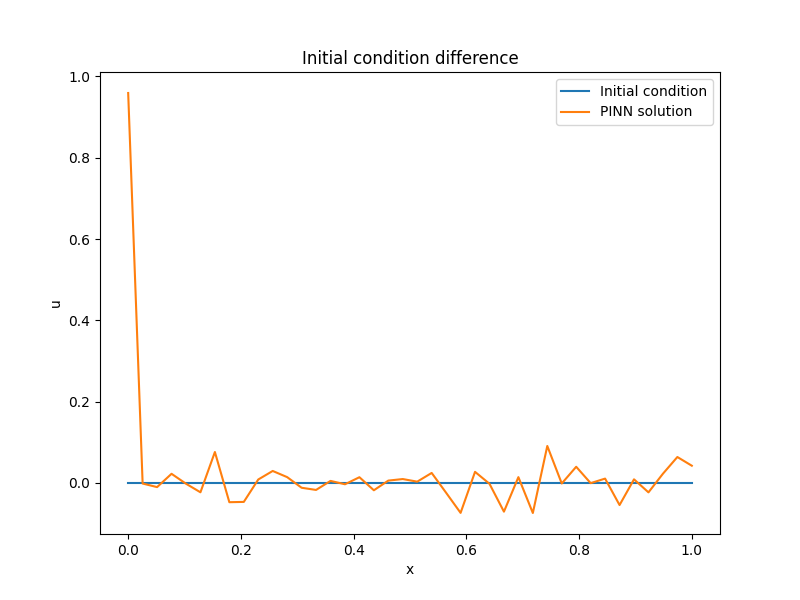 Initial condition difference
Initial condition
PINN solution
1.0
0.8
0.6
0.4
0.2
0.0
u
0.0 0.2 0.4 0.6 0.8 1.0
x